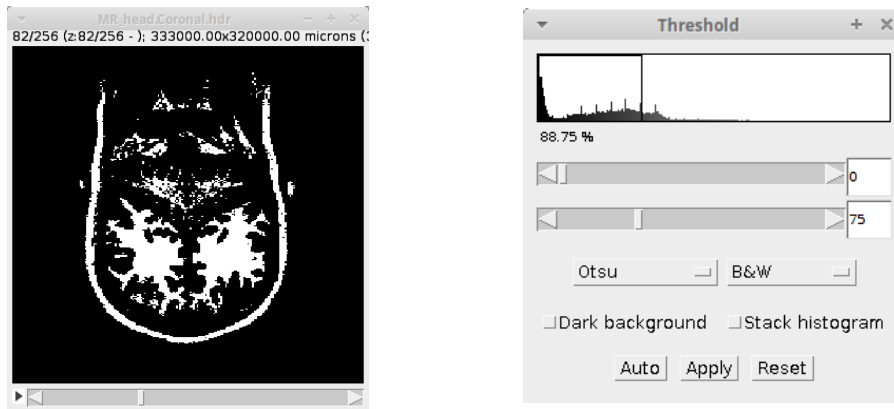 MR_head.Coronal.hdr
82/256 (z:82/256 - ); 333000.00x320000.00 microns (
Threshold
88.75 %
0
75
Otsu
B&W
Dark background
Stack histogram
Auto
Apply
Reset